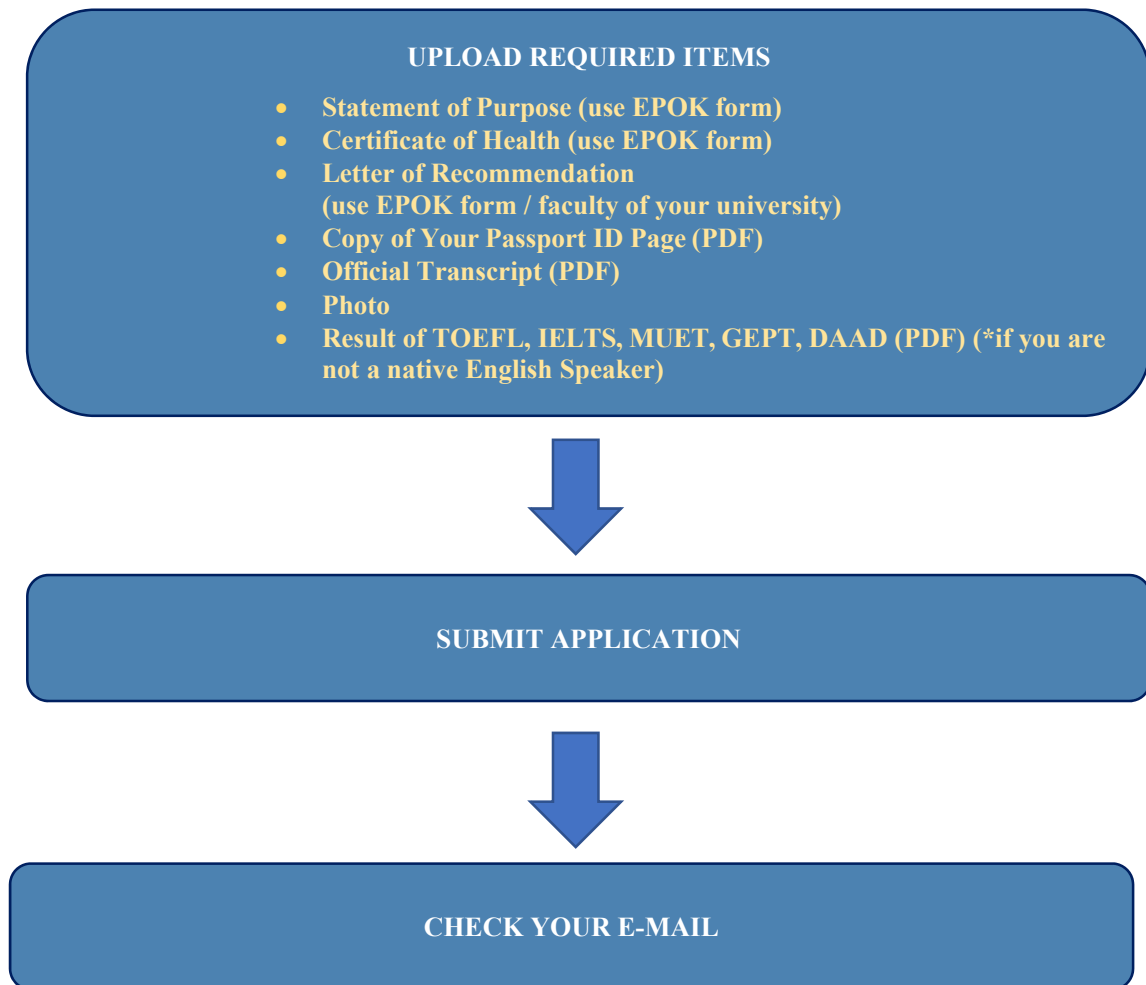 UPLOAD REQUIRED ITEMS
• Statement of Purpose (use EPOK form)
• Certificate of Health (use EPOK form)
• Letter of Recommendation
(use EPOK form / faculty of your university)
• Copy of Your Passport ID Page (PDF)
• Official Transcript (PDF)
• Photo
• Result of TOEFL, IELTS, MUET, GEPT, DAAD (PDF) (*if you are
not a native English Speaker)
SUBMIT APPLICATION
CHECK YOUR E-MAIL